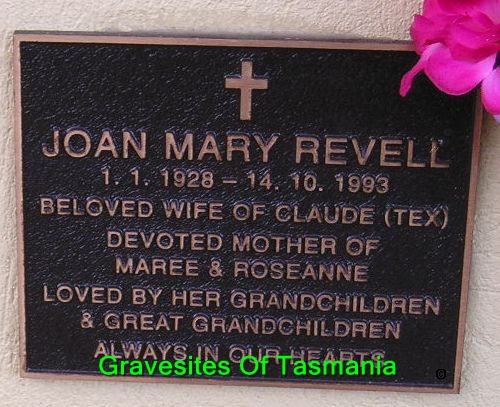 JOAN MARY REVELL
1. 1. 1928 – 14. 10. 1993
BELOVED WIFE OF CLAUDE (TEX)
DEVOTED MOTHER OF
MAREE & ROSEANNE
LOVED BY HER GRANDCHILDREN
& GREAT GRANDCHILDREN
ALWAYS IN OUR HEARTS
Gravesites Of Tasmania
©